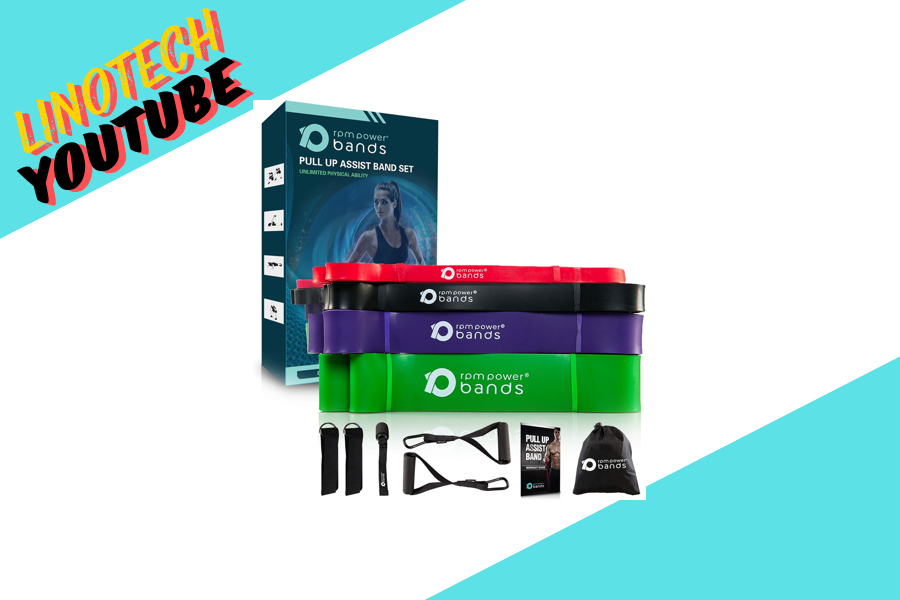 LINOTECH
YOUTUBE
rpm power®
bands
PULL UP ASSIST BAND SET
UNLIMITED PHYSICAL ABILITY
rpm power®
bands
rpm power®
bands
rpm power®
bands
rpm power®
bands
PULL UP
ASSIST
BAND
rpm power
bands